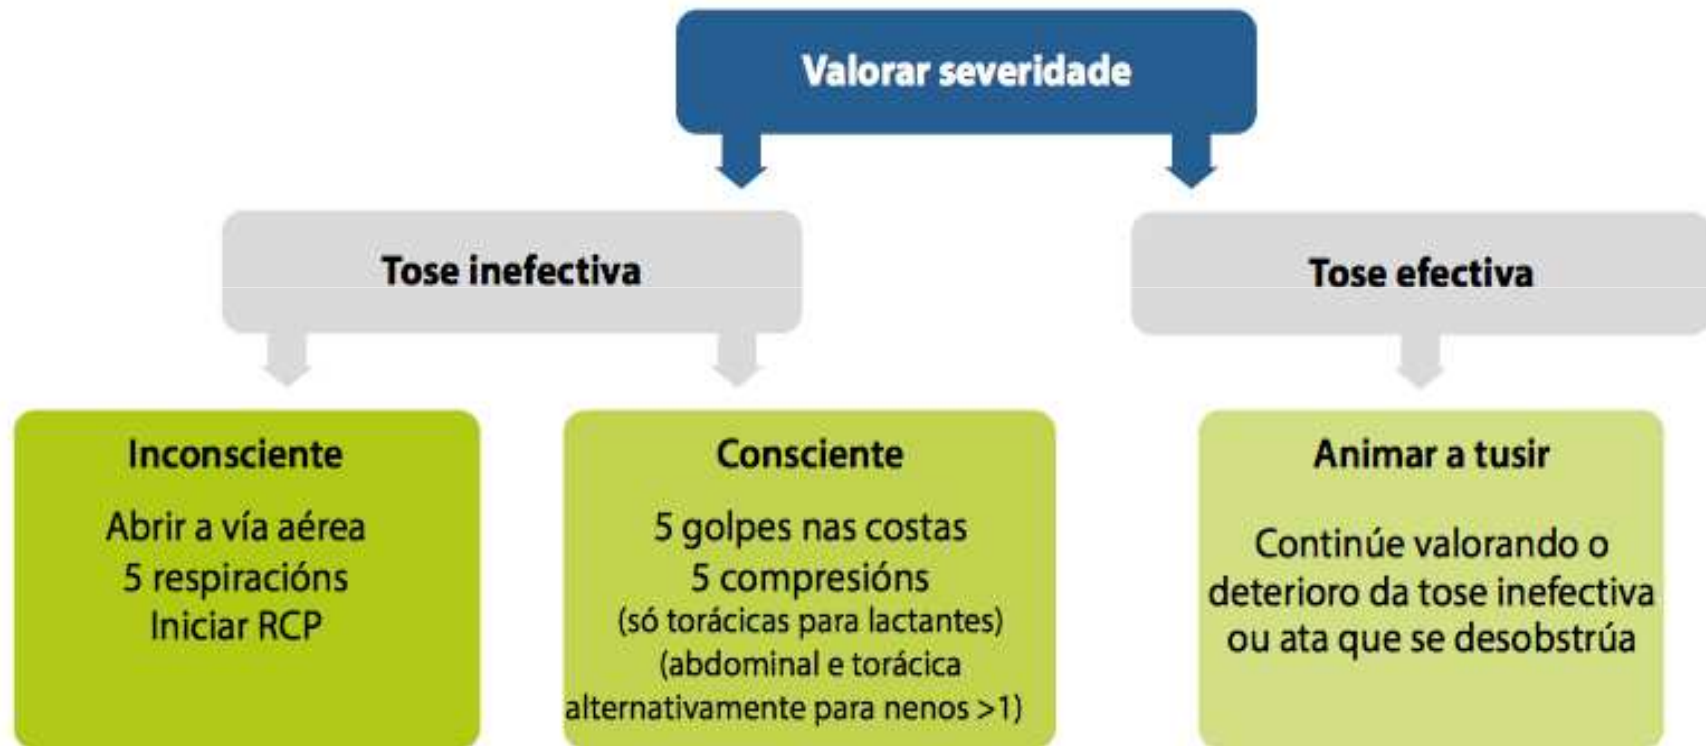 Valorar severidade
Tose inefectiva
Tose efectiva
Inconsciente
Abrir a vía aérea
5 respiracións
Iniciar RCP
Consciente
5 golpes nas costas
5 compresións
(só torácicas para lactantes)
(abdominal e torácica
alternativamente para nenos >1)
Animar a tusir
Continúe valorando o
deterioro da tose inefectiva
ou ata que se desobstrúa